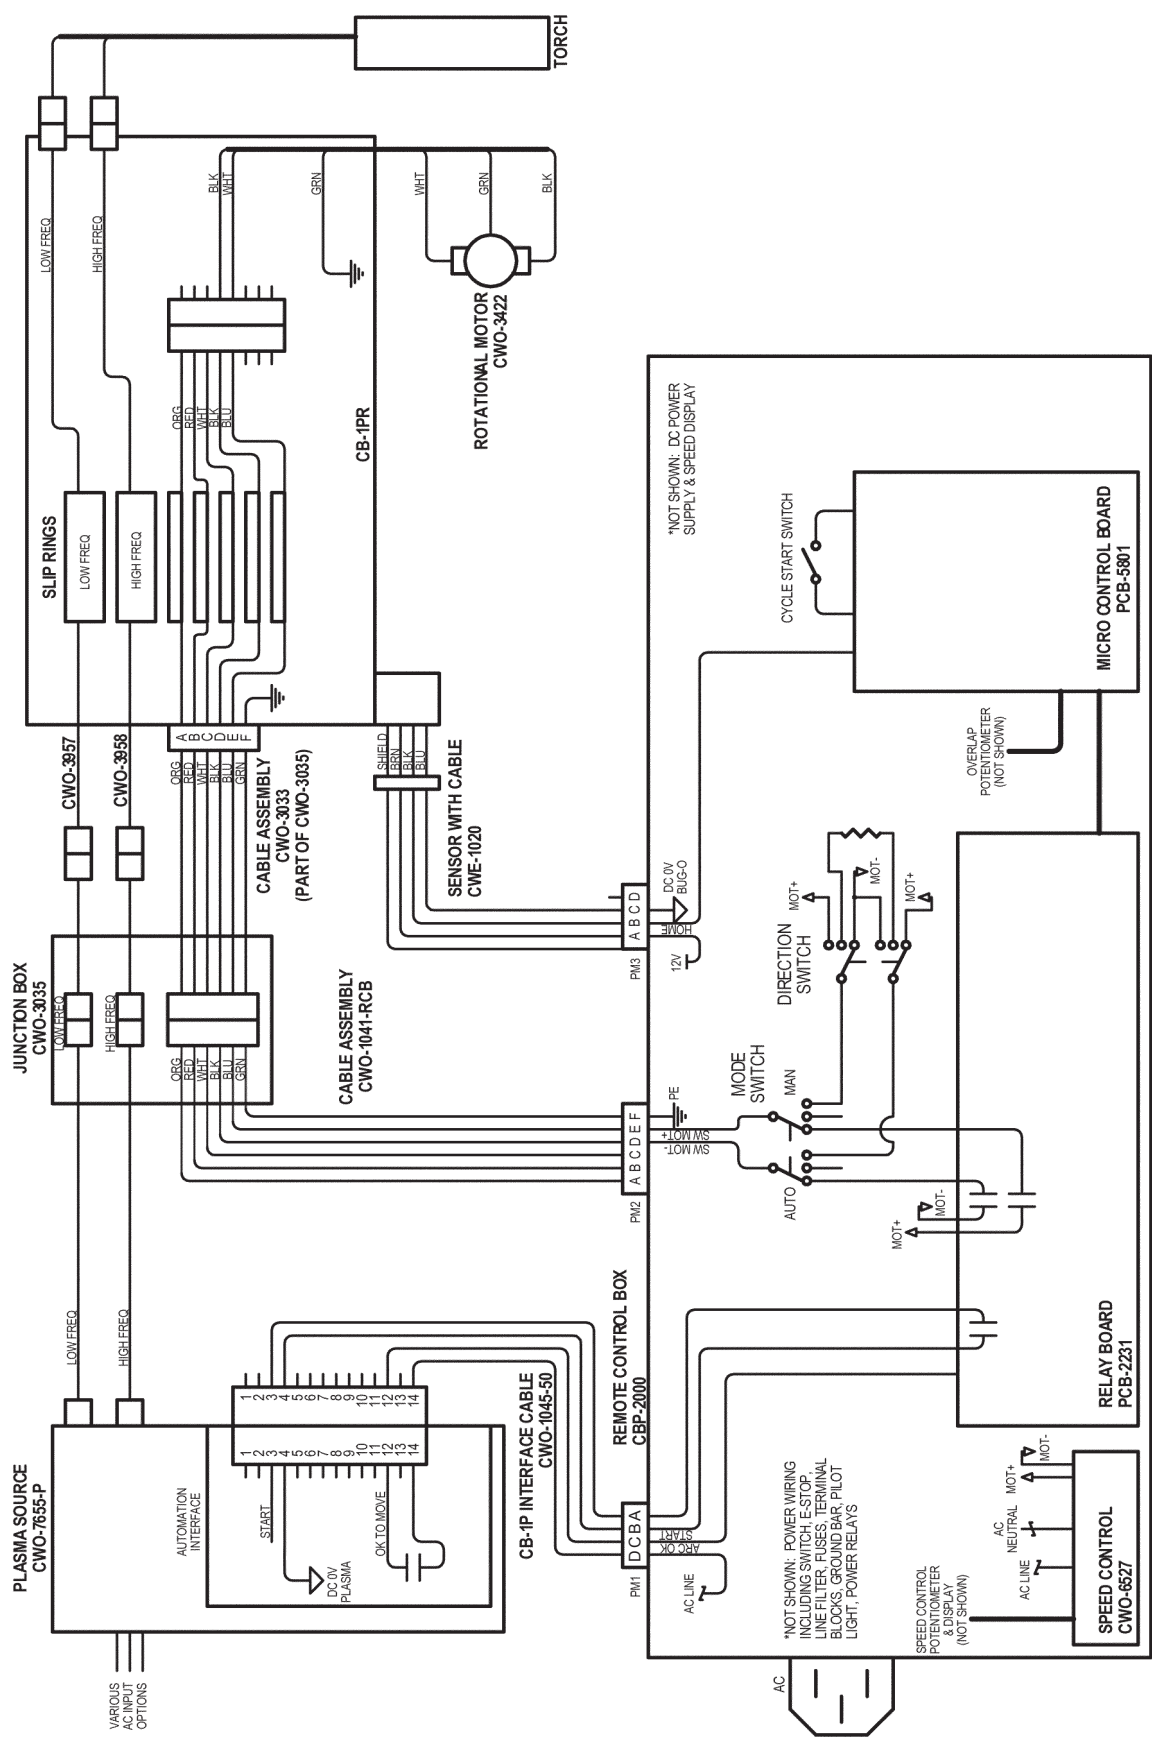 PLASMA SOURCE
CWO-7655-P
VARIOUS
AC INPUT
OPTIONS
AUTOMATION
INTERFACE
START
DC 0V
PLASMA
OK TO MOVE
1
2
3
4
5
6
7
8
9
10
11
12
13
14
1
2
3
4
5
6
7
8
9
10
11
12
13
14
LOW FREQ
HIGH FREQ
CB-1P INTERFACE CABLE
CWO-1045-50
JUNCTION BOX
CWO-3035
LOW FREQ
HIGH FREQ
ORG
RED
WHT
BLK
BLU
GRN
CABLE ASSEMBLY
CWO-1041-RCB
CWO-3957
CWO-3958
ORG
RED
WHT
BLK
BLU
GRN
A
B
C
D
E
F
CABLE ASSEMBLY
CWO-3033
(PART OF CWO-3035)
SLIP RINGS
LOW FREQ
HIGH FREQ
ORG
RED
WHT
BLK
BLU
LOW FREQ
HIGH FREQ
BLK
WHT
GRN
CB-1PR
TORCH
WHT
GRN
BLK
ROTATIONAL MOTOR
CWO-3422
SHIELD
BRN
BLK
BLU
SENSOR WITH CABLE
CWE-1020
REMOTE CONTROL BOX
CBP-2000
PM1
D C B A
START
ARC OK
AC LINE
PM2
A B C D E F
PE
SW MOT+
SW MOT-
PM3
A B C D
HOME
12V
DC 0V
BUG-O
MODE
SWITCH
MAN
AUTO
DIRECTION
SWITCH
MOT+
MOT-
MOT+
MOT+
MOT-
*NOT SHOWN: DC POWER
SUPPLY & SPEED DISPLAY
CYCLE START SWITCH
MICRO CONTROL BOARD
PCB-5801
OVERLAP
POTENTIOMETER
(NOT SHOWN)
RELAY BOARD
PCB-2231
*NOT SHOWN: POWER WIRING
INCLUDING SWITCH, E-STOP,
LINE FILTER, FUSES, TERMINAL
BLOCKS, GROUND BAR, PILOT
LIGHT, POWER RELAYS
AC
SPEED CONTROL
POTENTIOMETER
& DISPLAY
(NOT SHOWN)
AC LINE
AC
NEUTRAL
MOT+
MOT-
SPEED CONTROL
CWO-6527